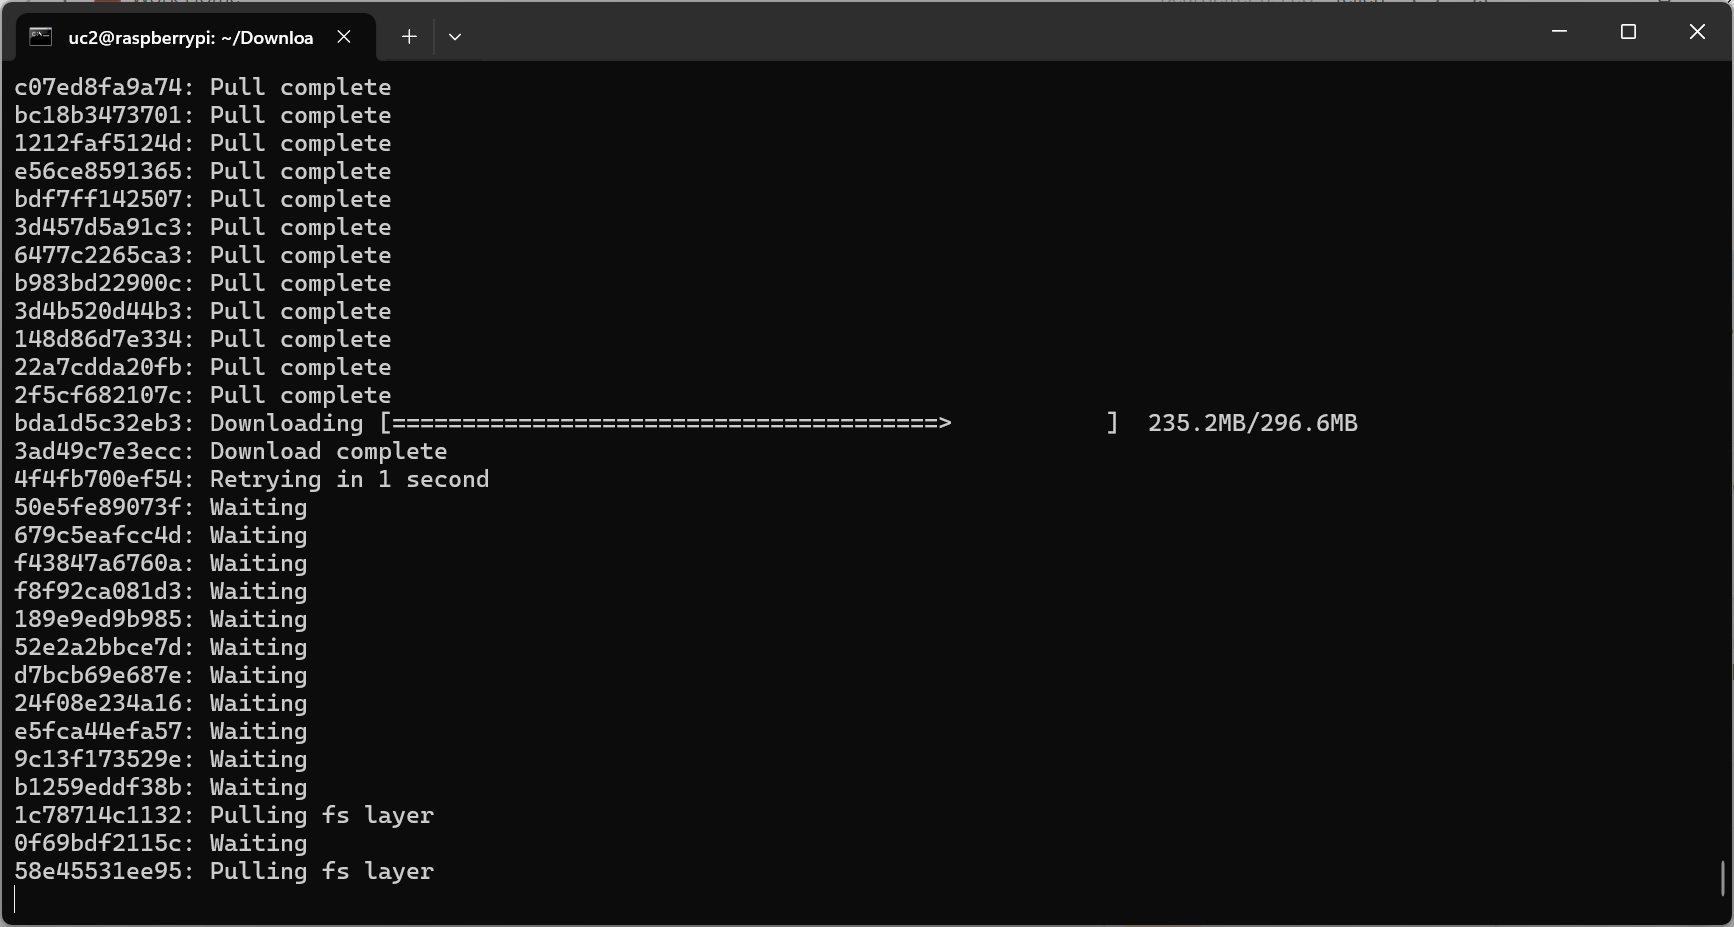 uc2@raspberrypi: ~/Downloa
c07ed8fa9a74: Pull complete
bc18b3473701: Pull complete
1212faf5124d: Pull complete
e56ce8591365: Pull complete
bdf7ff142507: Pull complete
3d457d5a91c3: Pull complete
6477c2265ca3: Pull complete
b983bd22900c: Pull complete
3d4b520d44b3: Pull complete
148d86d7e334: Pull complete
22a7cdda20fb: Pull complete
2f5cf682107c: Pull complete
bda1d5c32eb3: Downloading [=======================================>           ]  235.2MB/296.6MB
3ad49c7e3ecc: Download complete
4f4fb700ef54: Retrying in 1 second
50e5fe89073f: Waiting
679c5eafcc4d: Waiting
f43847a6760a: Waiting
f8f92ca081d3: Waiting
189e9ed9b985: Waiting
52e2a2bbce7d: Waiting
d7bcb69e687e: Waiting
24f08e234a16: Waiting
e5fca44efa57: Waiting
9c13f173529e: Waiting
b1259eddf38b: Waiting
1c78714c1132: Pulling fs layer
0f69bdf2115c: Waiting
58e45531ee95: Pulling fs layer